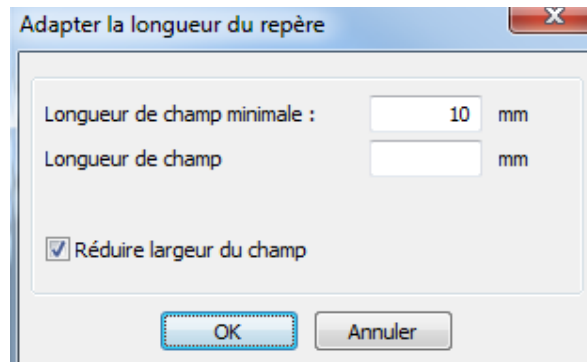 Adapter la longueur du repère
Longueur de champ minimale : 10 mm
Longueur de champ mm
Réduire largeur du champ
OK Annuler